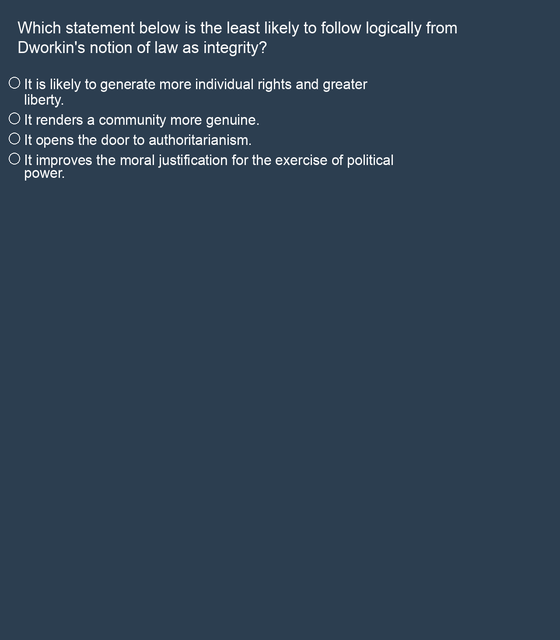 Which statement below is the least likely to follow logically from
Dworkin's notion of law as integrity?
It is likely to generate more individual rights and greater
liberty.
It renders a community more genuine.
It opens the door to authoritarianism.
It improves the moral justification for the exercise of political
power.